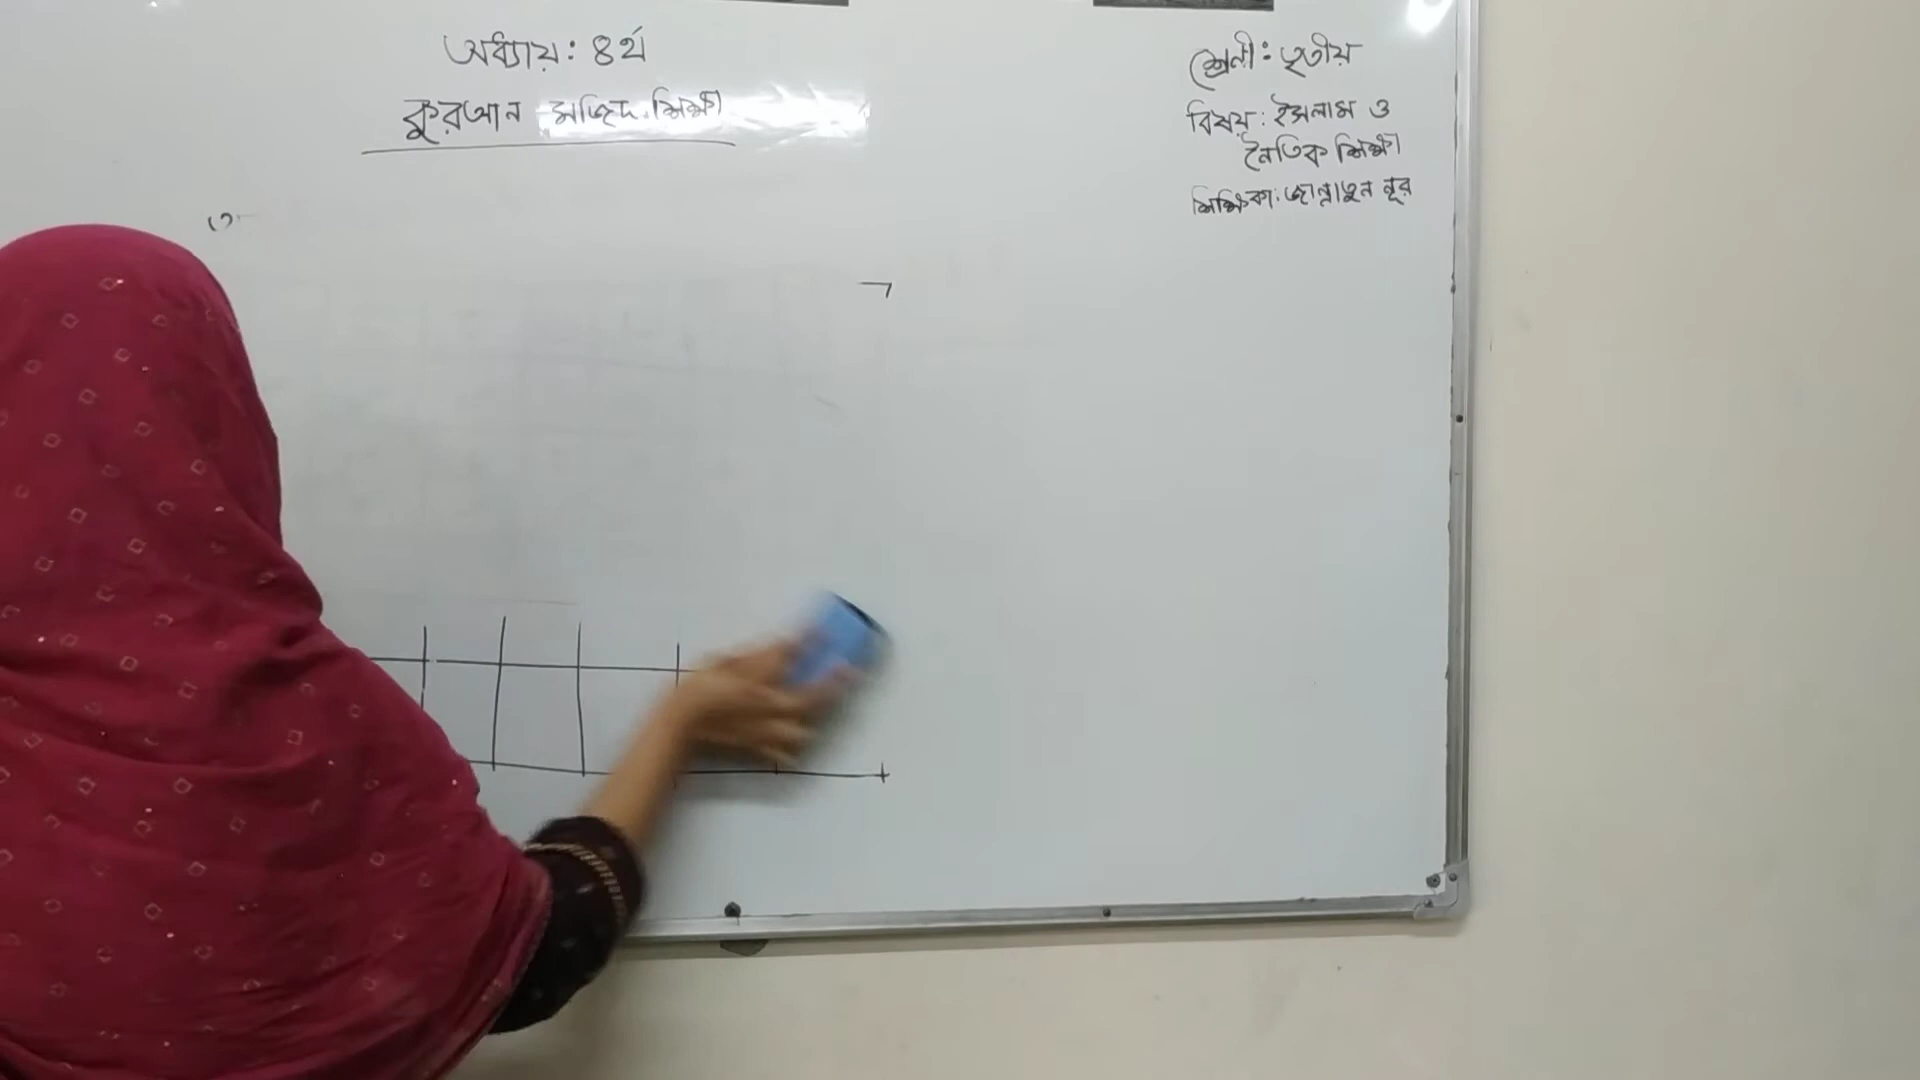 অধ্যায়: ৪র্থ
কুরআন মজিদ শিক্ষা
শ্রেণী: তৃতীয়
বিষয়: ইসলাম ও
নৈতিক শিক্ষা
শিক্ষিকা: জান্নাতুন নূর